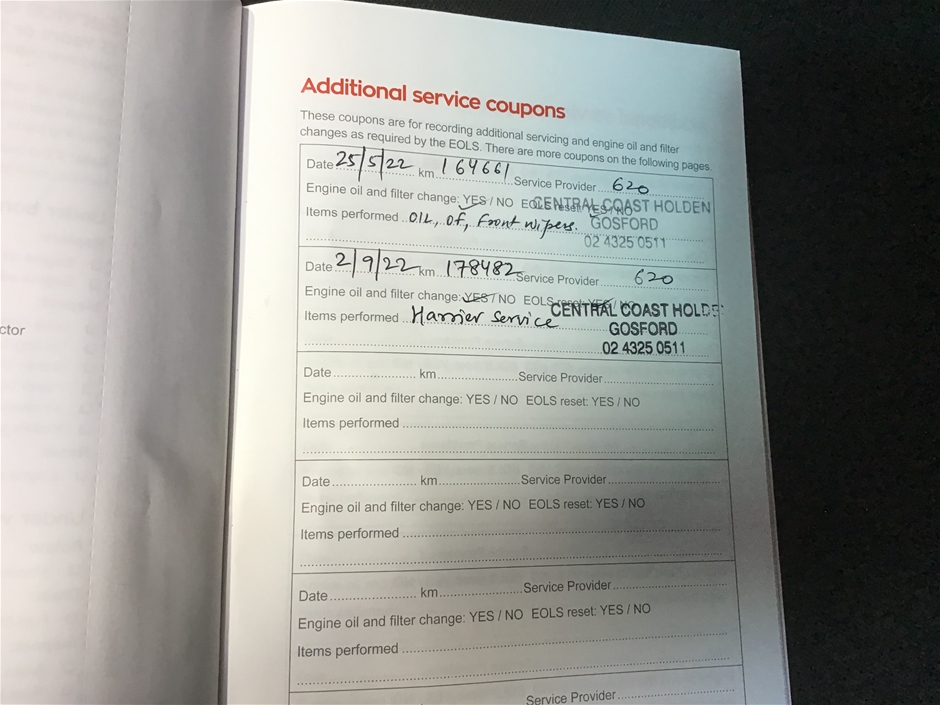 Additional service coupons
These coupons are for recording additional servicing and engine oil and filter
changes as required by the EOLS. There are more coupons on the following pages.
Date 25/5/22 km 164661 Service Provider 620
Engine oil and filter change: YES / NO EOLS reset: YES / NO
CENTRAL COAST HOLDEN
Items performed OIL, OF, Front Wipers.
GOSFORD
02 4325 0511
Date 2/9/22 km 178482 Service Provider 620
Engine oil and filter change: YES / NO EOLS reset: YES / NO
CENTRAL COAST HOLDE
Items performed Harrier Service
GOSFORD
02 4325 0511
Date km Service Provider
Engine oil and filter change: YES / NO EOLS reset: YES / NO
Items performed
Date km Service Provider
Engine oil and filter change: YES / NO EOLS reset: YES / NO
Items performed
Date km Service Provider
Engine oil and filter change: YES / NO EOLS reset: YES / NO
Items performed
Service Provider
ctor